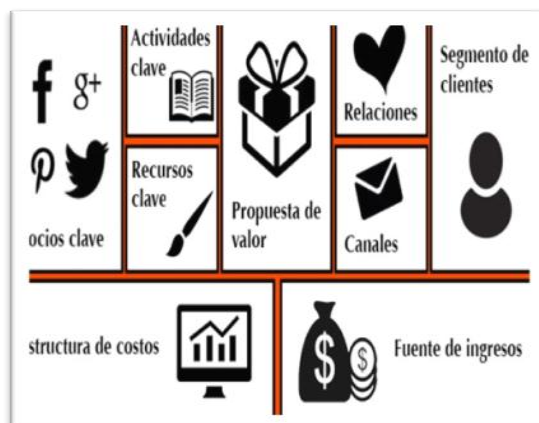 Actividades
clave
g+
ocios clave
Recursos
clave
Propuesta de
valor
Relaciones
Canales
Segmento de
clientes
structura de costos
$
$
Fuente de ingresos